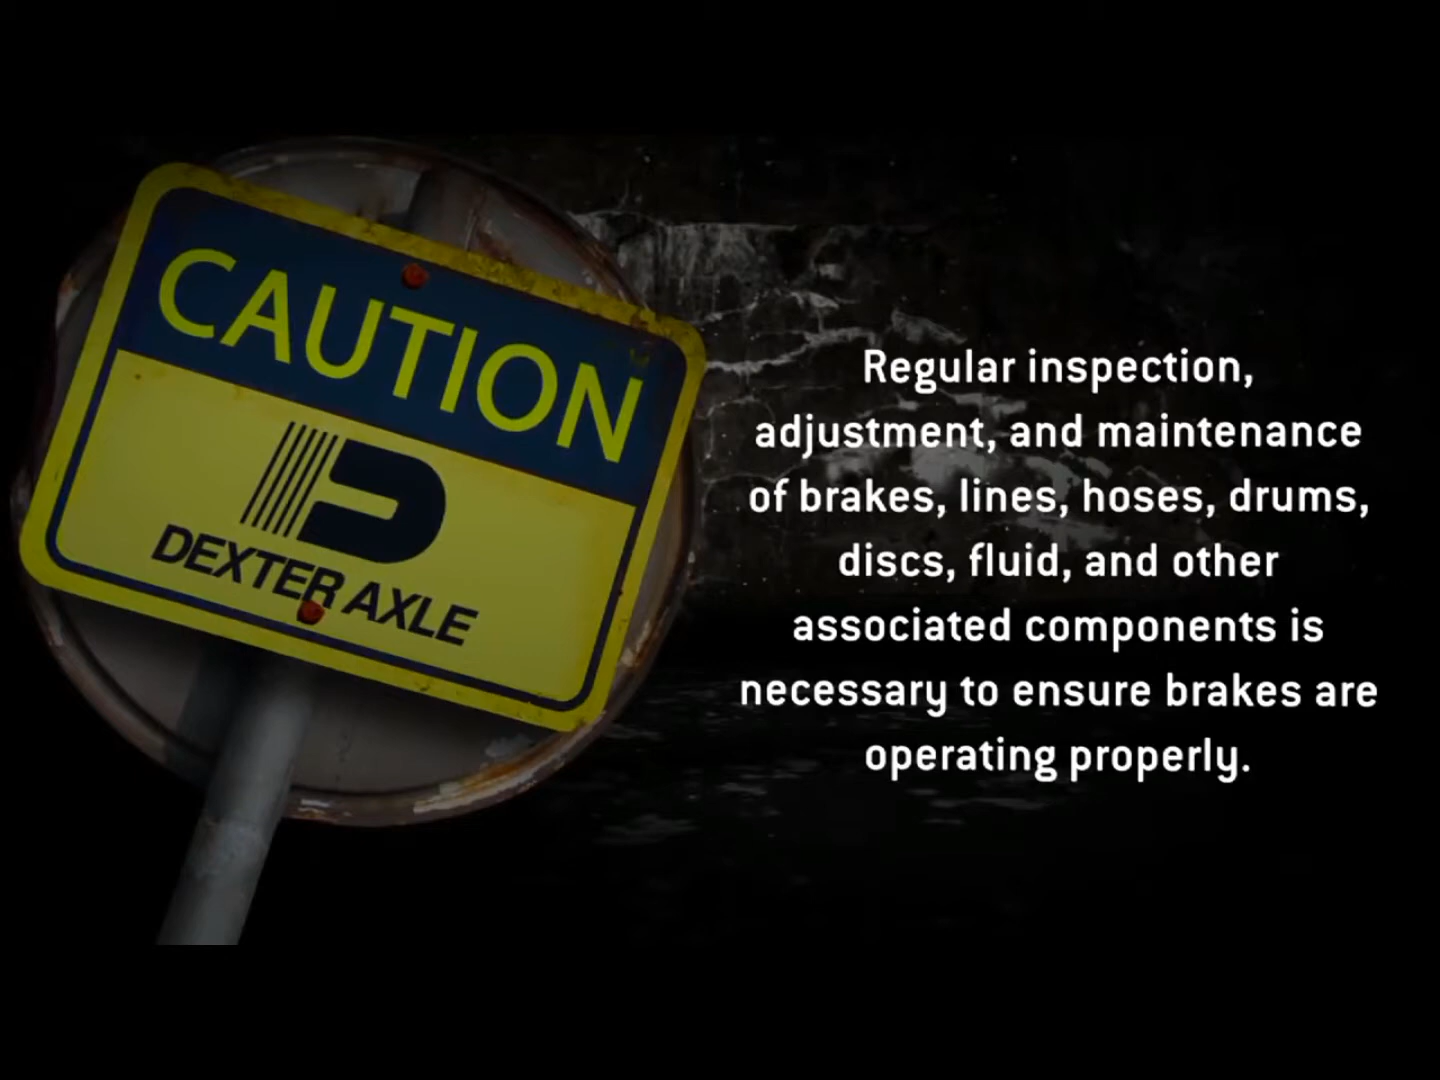 CAUTION
DEXTER AXLE
Regular inspection,
adjustment, and maintenance
of brakes, lines, hoses, drums,
discs, fluid, and other
associated components is
necessary to ensure brakes are
operating properly.